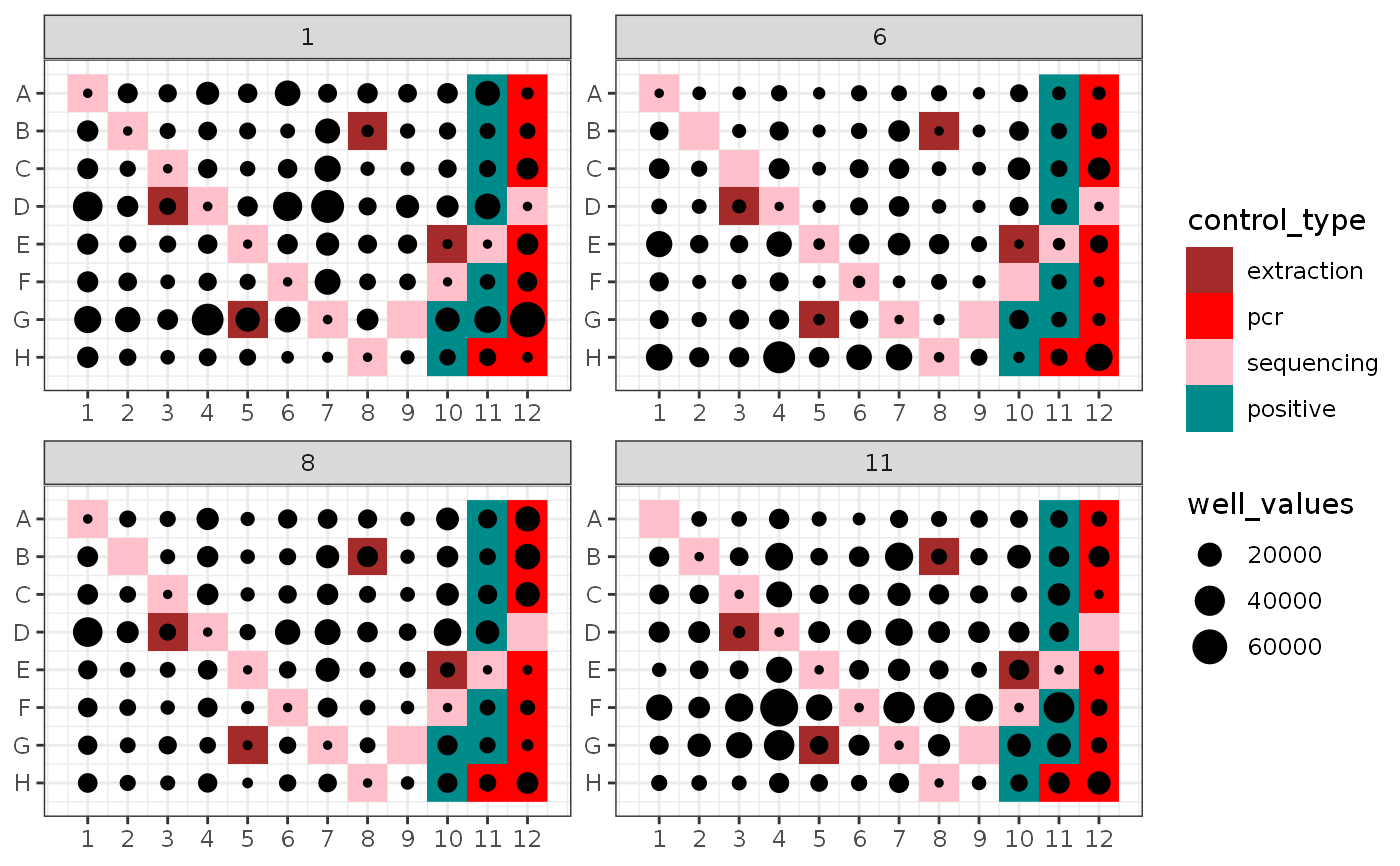 1
6
A
B
C
D
E
F
G
H
A
B
C
D
E
F
G
H
1 2 3 4 5 6 7 8 9 10 11 12
1 2 3 4 5 6 7 8 9 10 11 12
8
11
A
B
C
D
E
F
G
H
A
B
C
D
E
F
G
H
1 2 3 4 5 6 7 8 9 10 11 12
1 2 3 4 5 6 7 8 9 10 11 12
control_type
extraction
pcr
sequencing
positive
well_values
20000
40000
60000